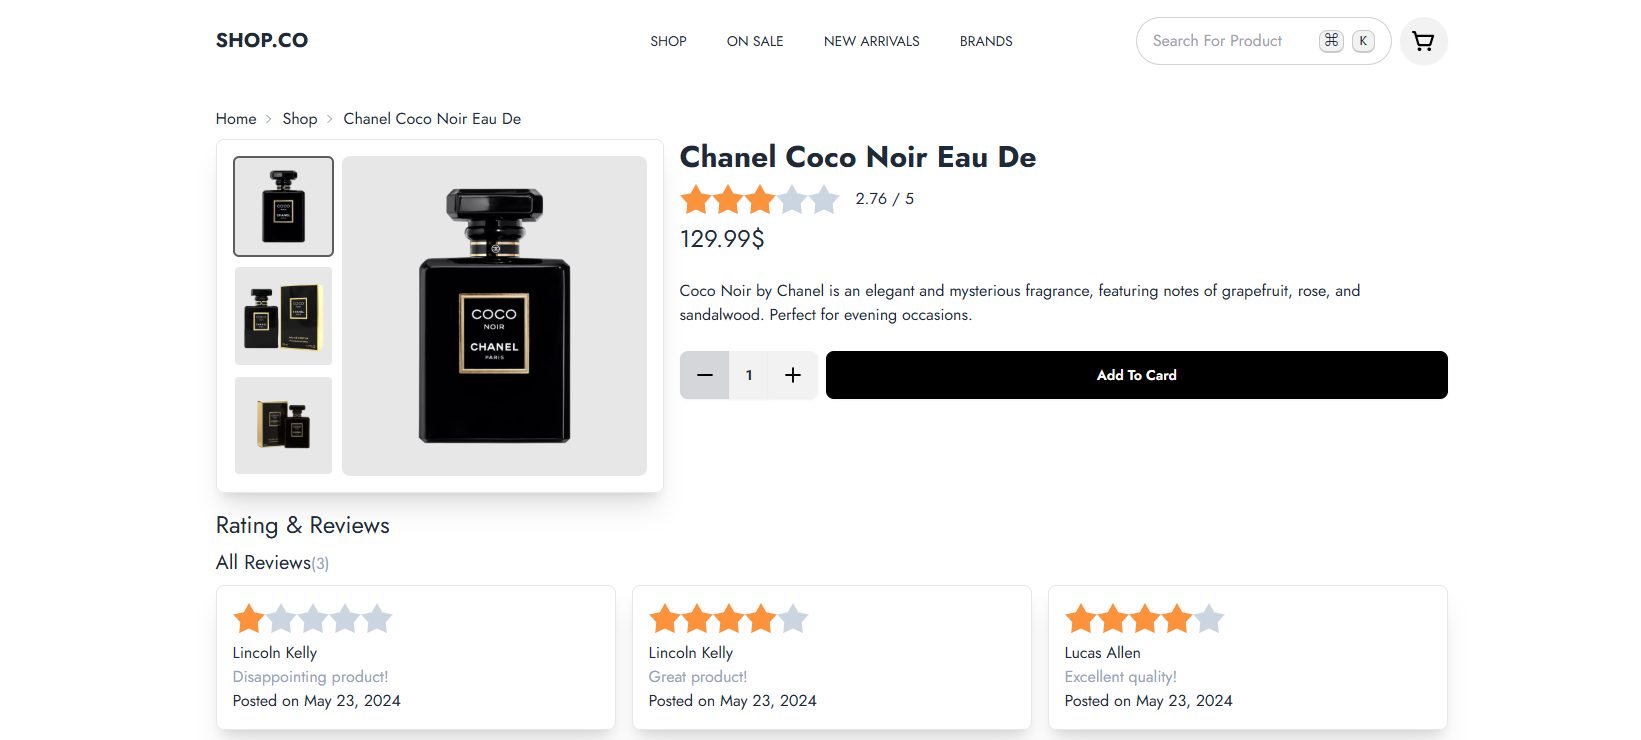 SHOP.CO
SHOP
ON SALE
NEW ARRIVALS
BRANDS
Search For Product
⌘
K
Home > Shop > Chanel Coco Noir Eau De
COCO
NOIR
CHANEL
PARIS
Chanel Coco Noir Eau De
2.76 / 5
129.99$
Coco Noir by Chanel is an elegant and mysterious fragrance, featuring notes of grapefruit, rose, and
sandalwood. Perfect for evening occasions.
1
Add To Card
Rating & Reviews
All Reviews(3)
Lincoln Kelly
Disappointing product!
Posted on May 23, 2024
Lincoln Kelly
Great product!
Posted on May 23, 2024
Lucas Allen
Excellent quality!
Posted on May 23, 2024